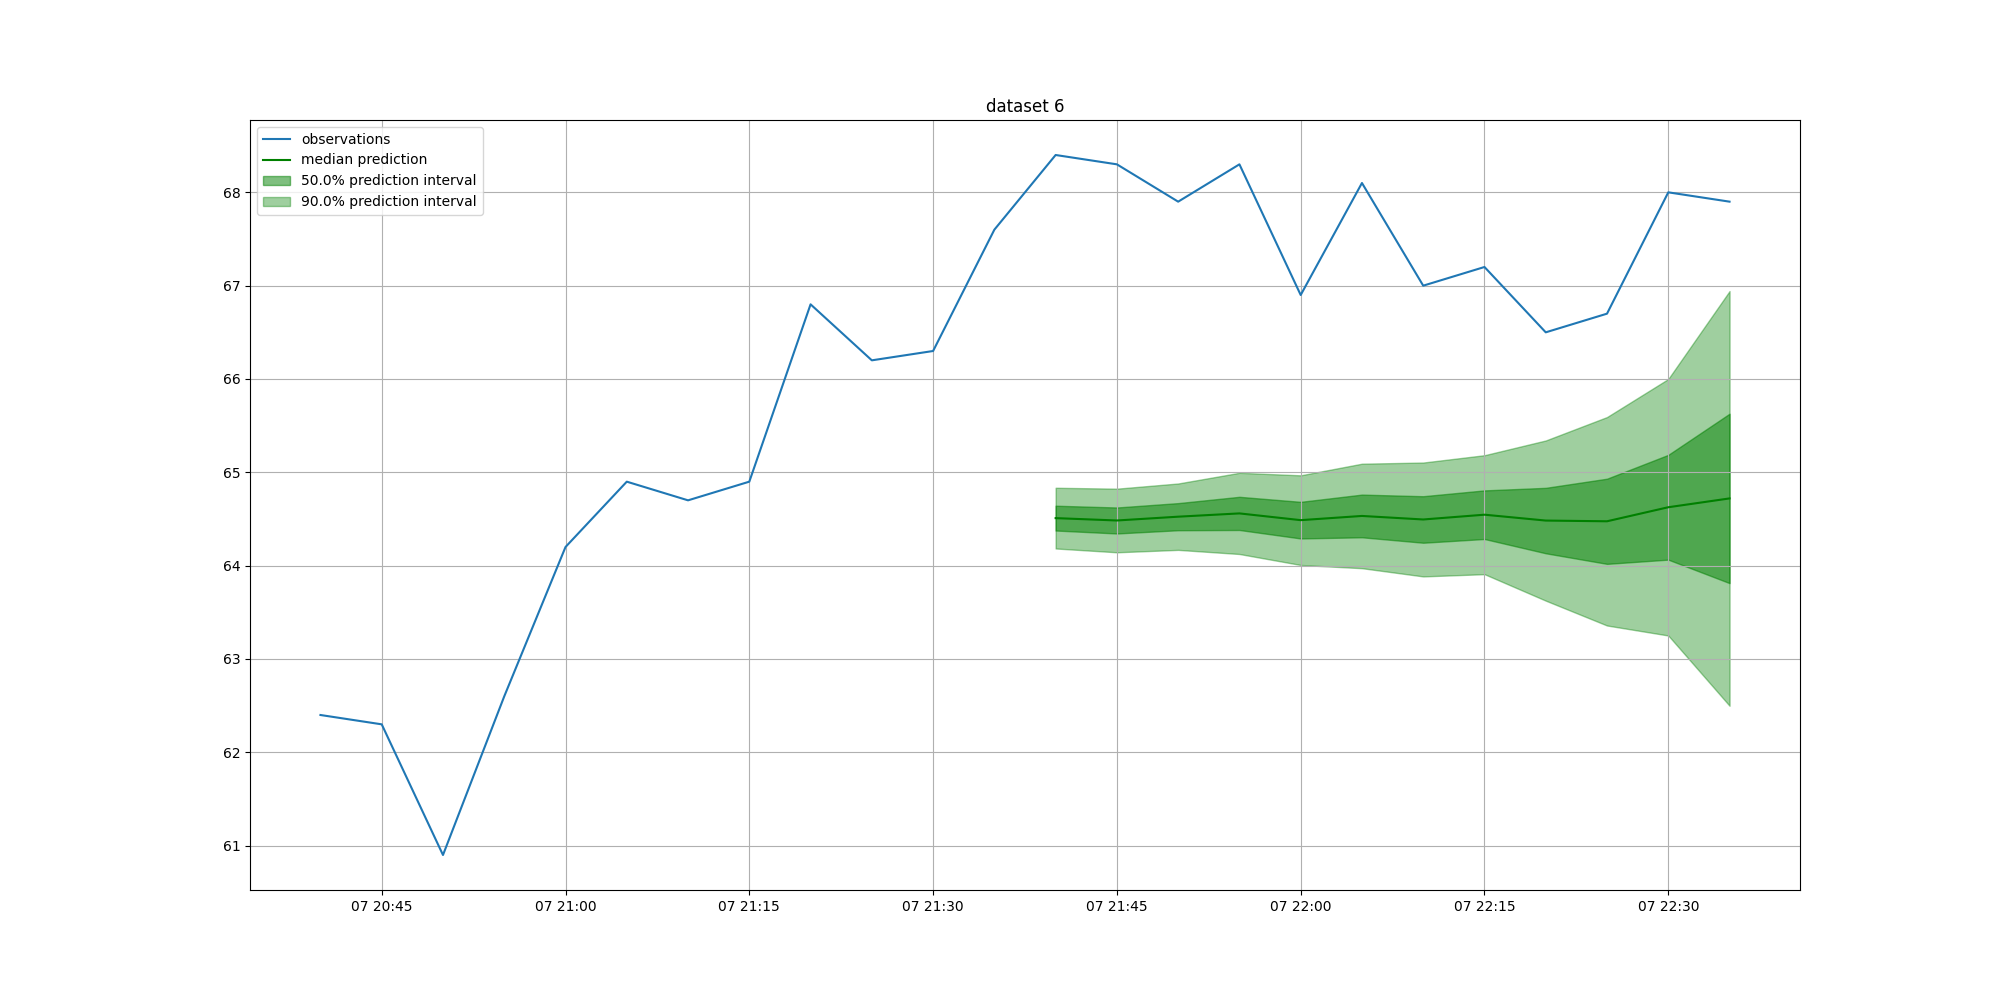 dataset 6
observations
median prediction
50.0% prediction interval
90.0% prediction interval
68
67
66
65
64
63
62
61
07 20:45 07 21:00 07 21:15 07 21:30 07 21:45 07 22:00 07 22:15 07 22:30